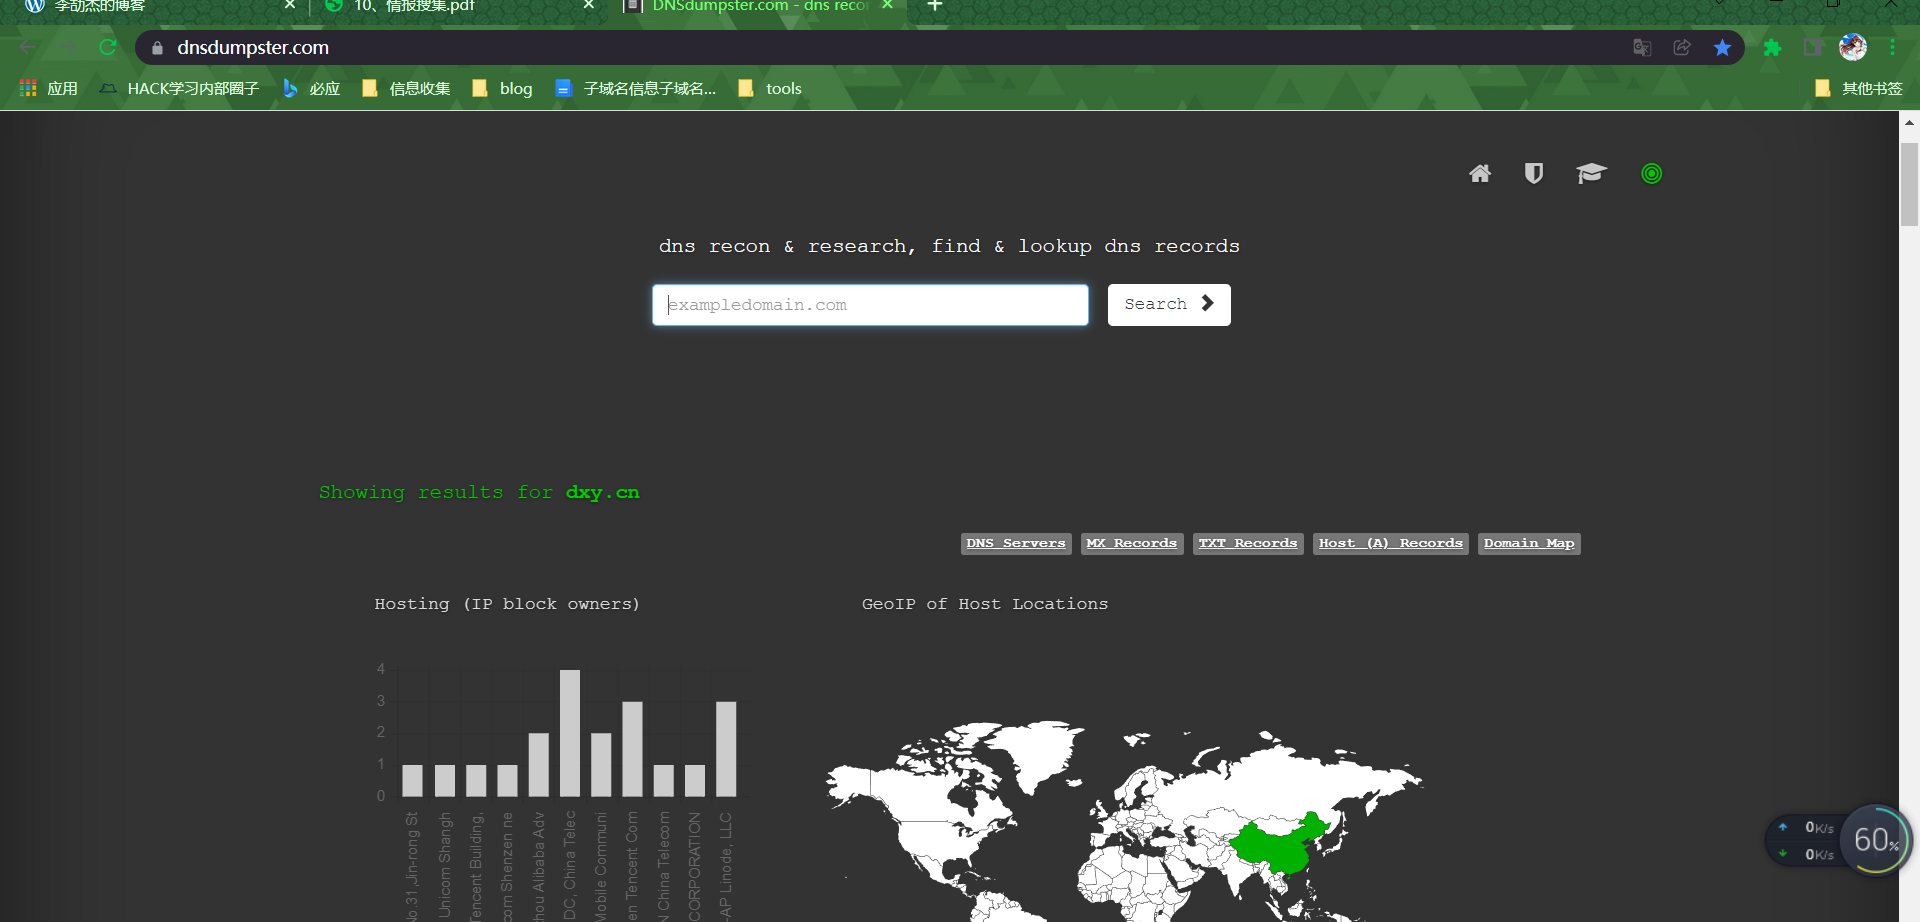 李劼杰的博客
10、情报搜集.pdf
DNSdumpster.com - dns reco
dnsdumpster.com
应用
HACK学习内部圈子
必应
信息收集
blog
子域名信息子域名...
tools
其他书签
dns recon & research, find & lookup dns records
exampledomain.com
Search
Showing results for dxy.cn
DNS Servers
MX Records
TXT Records
Host (A) Records
Domain Map
Hosting (IP block owners)
GeoIP of Host Locations
4
3
2
1
0
No.31,Jin-rong St
Unicom Shangh
Tencent Building,
com Shenzen ne
hou Alibaba Adv
DC, China Telec
Mobile Communi
en Tencent Com
N China Telecom
CORPORATION
-AP Linode, LLC
0K/s
0K/s
60%